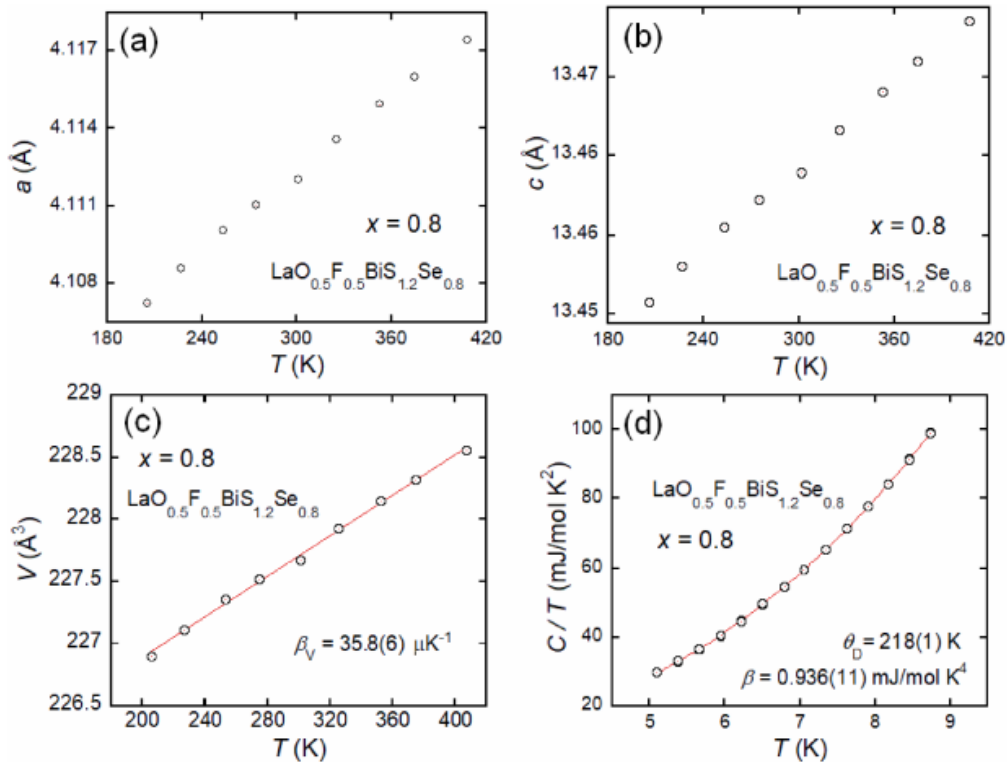 (a)
4.117
4.114
4.111
4.108
a (Å)
x = 0.8
LaO0.5F0.5BiS1.2Se0.8
180 240 300 360 420
T (K)
(b)
13.47
13.46
13.46
13.45
c (Å)
x = 0.8
LaO0.5F0.5BiS1.2Se0.8
180 240 300 360 420
T (K)
(c)
229
228.5
228
227.5
227
226.5
V (Å3)
x = 0.8
LaO0.5F0.5BiS1.2Se0.8
βV = 35.8(6) μK-1
200 240 280 320 360 400
T (K)
(d)
100
80
60
40
20
C / T (mJ/mol K2)
LaO0.5F0.5BiS1.2Se0.8
x = 0.8
θD = 218(1) K
β = 0.936(11) mJ/mol K4
5 6 7 8 9
T (K)